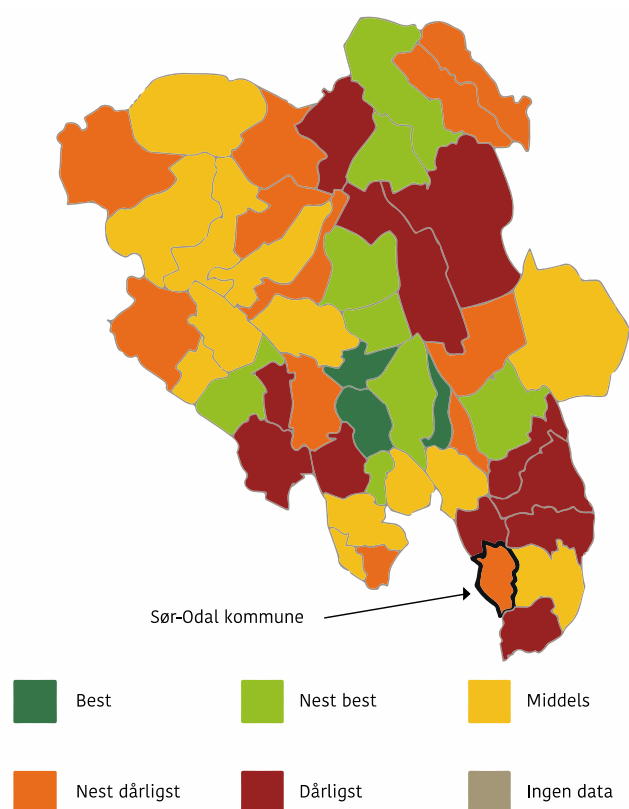 Sør-Odal kommune
Best
Nest best
Middels
Nest dårligst
Dårligst
Ingen data